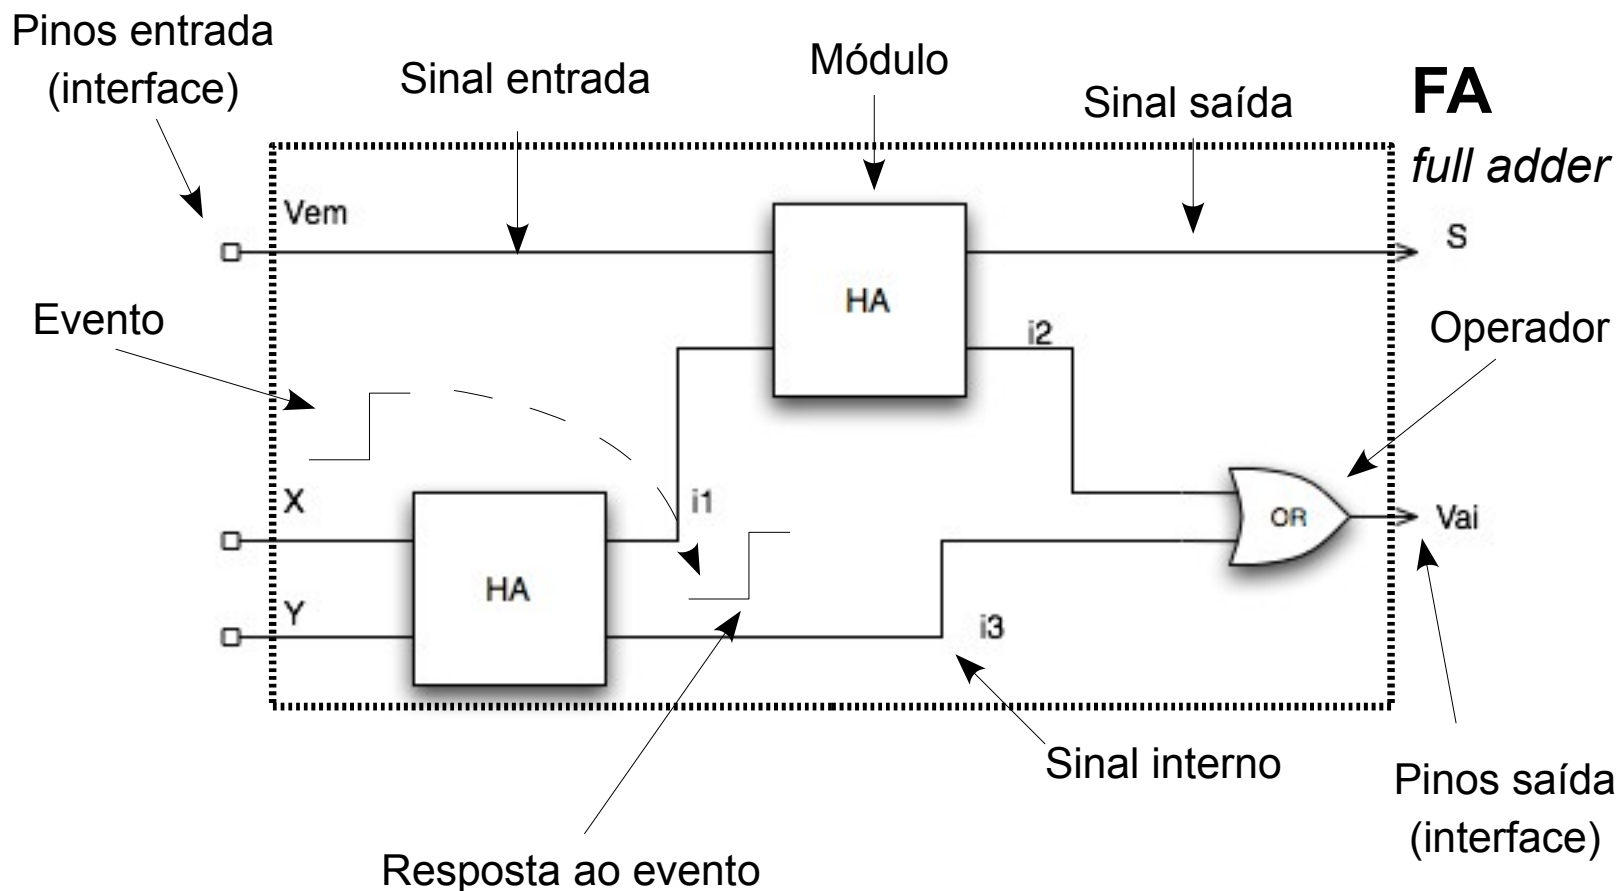 Pinos entrada
(interface)
Sinal entrada
Módulo
Sinal saída
FA
full adder
Vem
S
HA
Evento
i2
Operador
X
i1
OR
Vai
HA
Y
i3
Sinal interno
Pinos saída
(interface)
Resposta ao evento